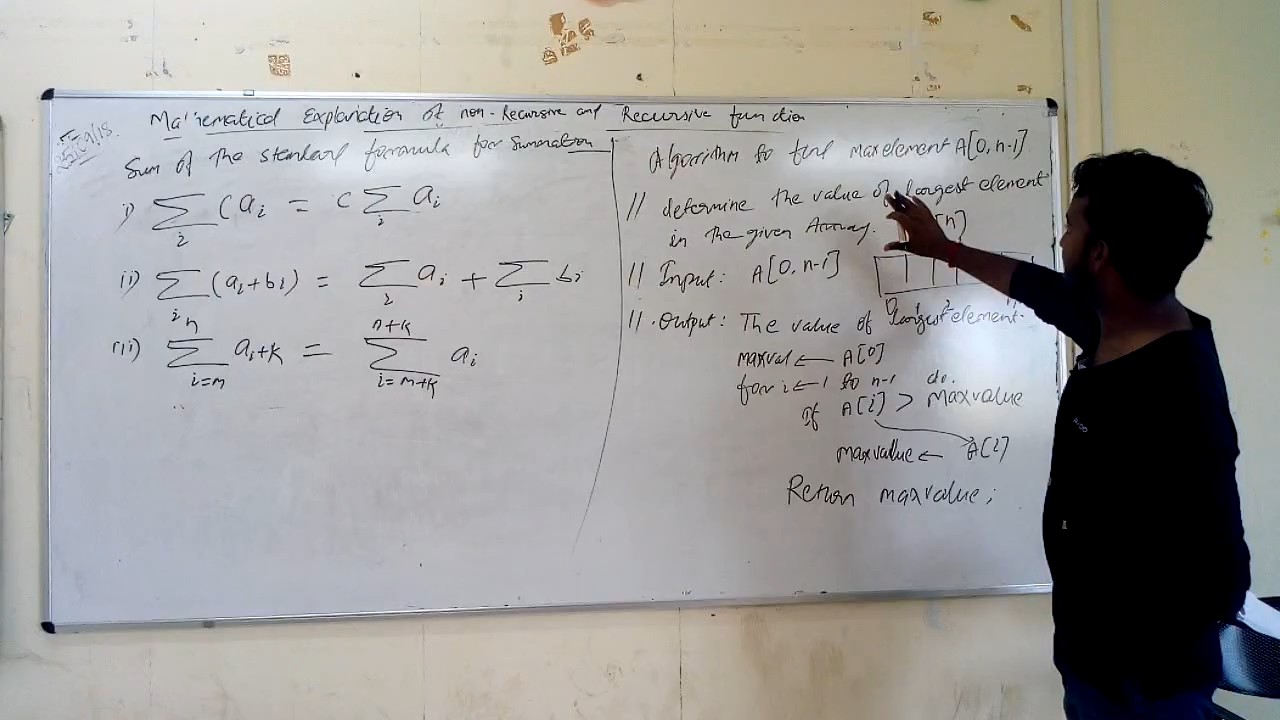 Mathematical Explanation of non-Recursive and Recursive function
Sum of the standard formula for Summation
i) ∑ i c ai = c ∑ i ai
ii) ∑ i (ai + bi) = ∑ i ai + ∑ i bi
iii) ∑ i=m n ai+k = ∑ i=m+k n+k ai
Algorithm to find max element A[0, n-1]
// determine the value of largest element
in the given Array. [n]
// Input: A[0, n-1]
// Output: The value of largest element.
maxval ← A[0]
for i ← 1 to n-1 do.
If A[i] > maxvalue
maxvalue ← A[i]
Return maxvalue;